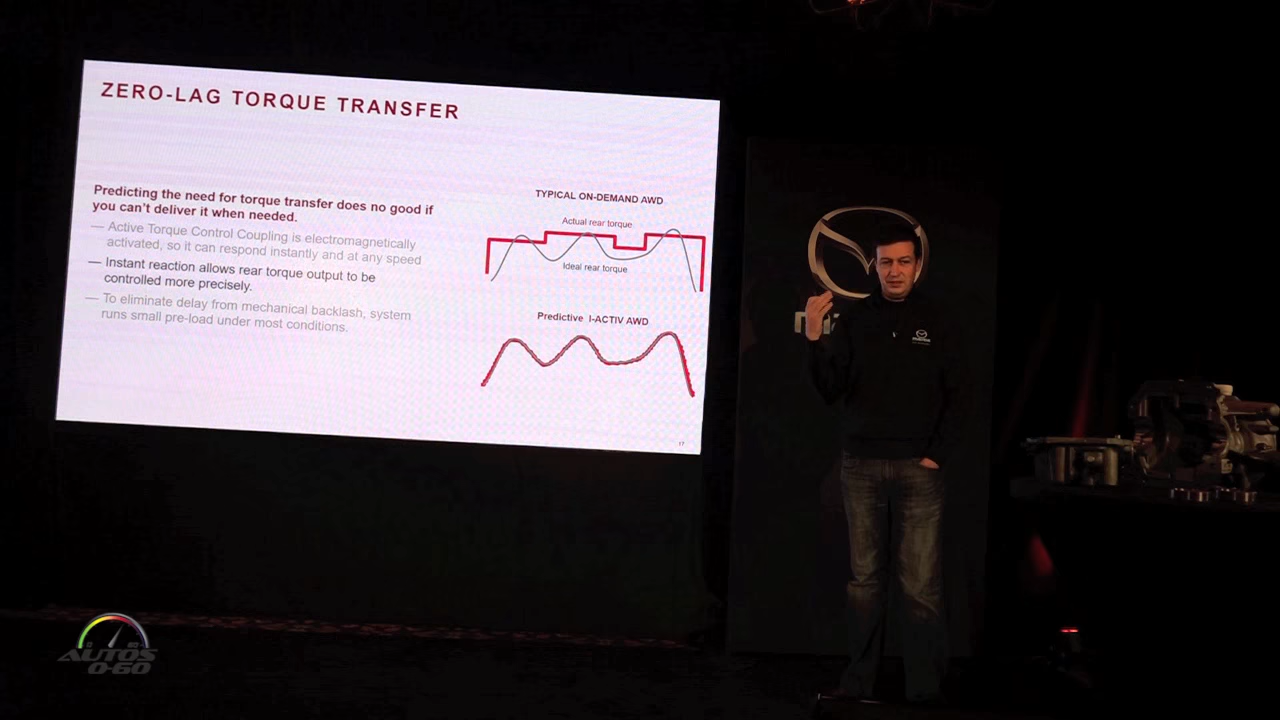 ZERO-LAG TORQUE TRANSFER
Predicting the need for torque transfer does no good if
you can't deliver it when needed.
— Active Torque Control Coupling is electromagnetically
activated, so it can respond instantly and at any speed
— Instant reaction allows rear torque output to be
controlled more precisely.
— To eliminate delay from mechanical backlash, system
runs small pre-load under most conditions.
TYPICAL ON-DEMAND AWD
Actual rear torque
Ideal rear torque
Predictive I-ACTIV AWD
17
mazda
AUTOS
0-60